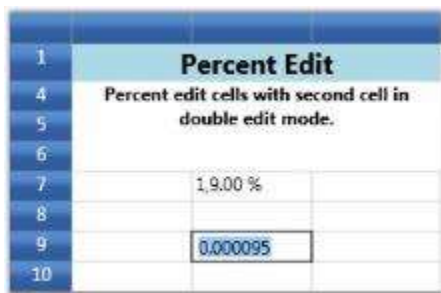 1 Percent Edit
4 Percent edit cells with second cell in
5 double edit mode.
6
7 1,9.00 %
8
9 0.000095
10